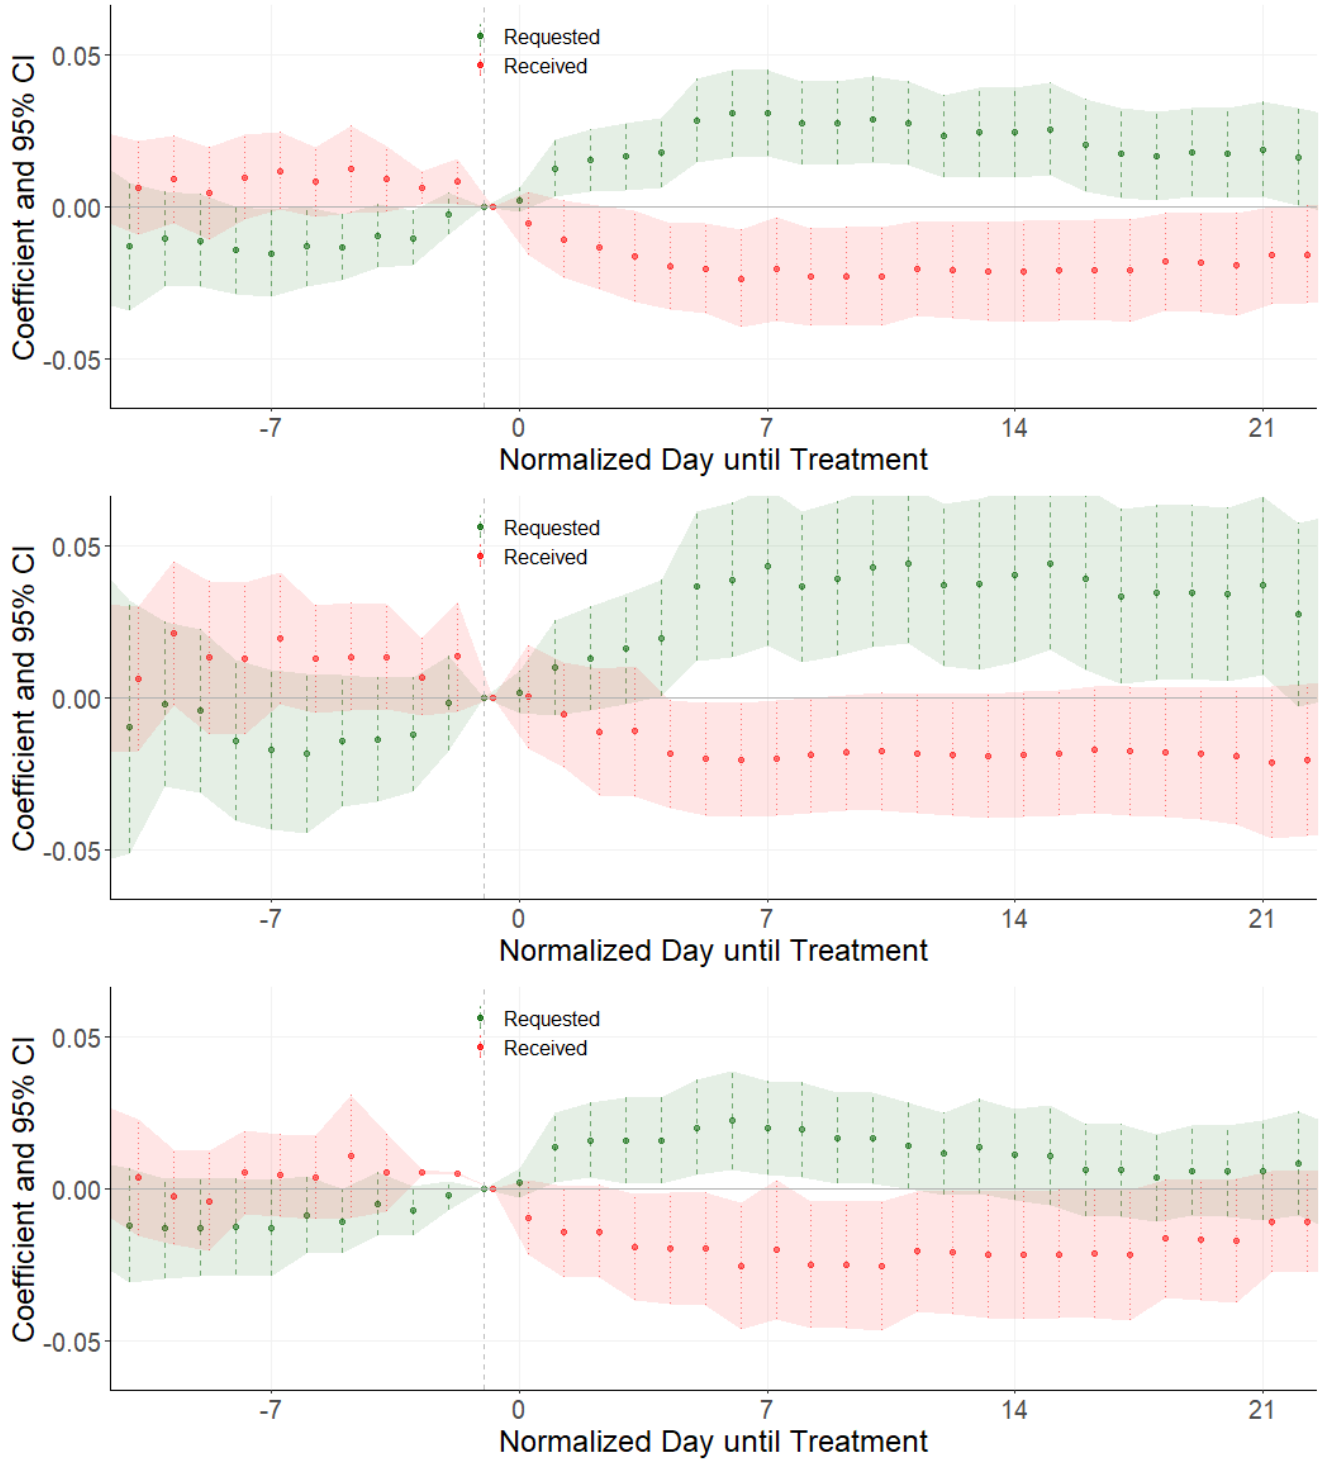 Coefficient and 95% CI
0.05
0.00
-0.05
Requested
Received
-7 0 7 14 21
Normalized Day until Treatment
Coefficient and 95% CI
0.05
0.00
-0.05
Requested
Received
-7 0 7 14 21
Normalized Day until Treatment
Coefficient and 95% CI
0.05
0.00
-0.05
Requested
Received
-7 0 7 14 21
Normalized Day until Treatment